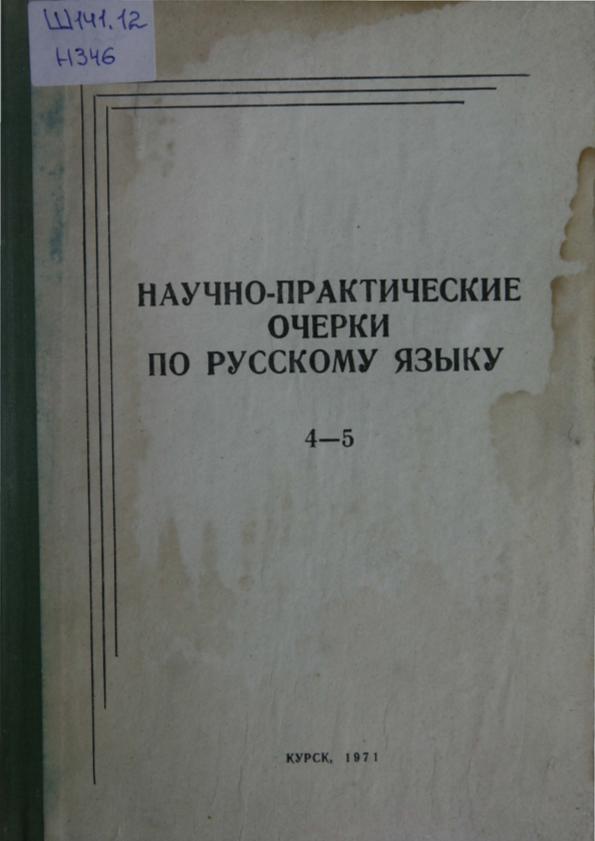 Ш141.12
Н346
НАУЧНО-ПРАКТИЧЕСКИЕ
ОЧЕРКИ
ПО РУССКОМУ ЯЗЫКУ
4—5
КУРСК, 1971